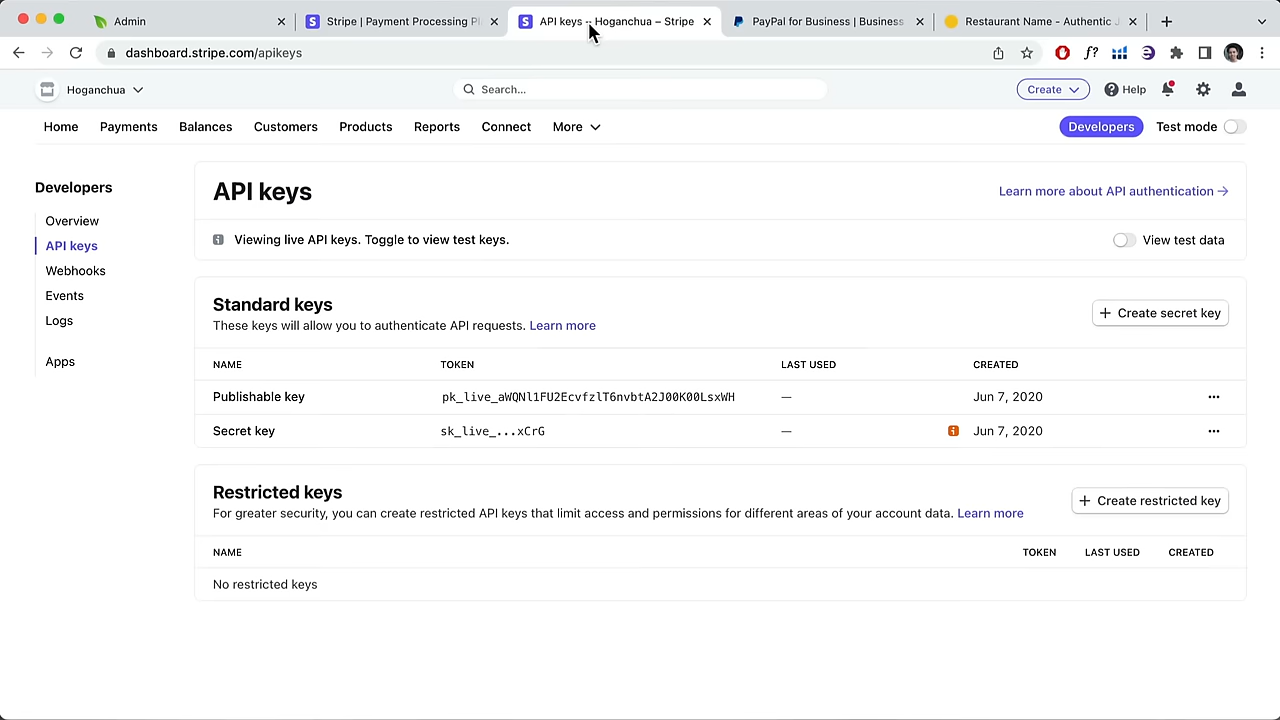 Admin
Stripe | Payment Processing Pl
API keys – Hoganchua – Stripe
PayPal for Business | Business
Restaurant Name - Authentic J
dashboard.stripe.com/apikeys
f?
Hoganchua
Search...
Create
Help
Home
Payments
Balances
Customers
Products
Reports
Connect
More
Developers
Test mode
Developers
Overview
API keys
Webhooks
Events
Logs
Apps
API keys
Learn more about API authentication
Viewing live API keys. Toggle to view test keys.
View test data
Standard keys
These keys will allow you to authenticate API requests. Learn more
Create secret key
NAME TOKEN LAST USED CREATED
Publishable key pk_live_aWQNl1FU2EcvfzlT6nvbtA2J00K00LsxWH — Jun 7, 2020
Secret key sk_live_...xCrG — Jun 7, 2020
Restricted keys
For greater security, you can create restricted API keys that limit access and permissions for different areas of your account data. Learn more
Create restricted key
NAME TOKEN LAST USED CREATED
No restricted keys